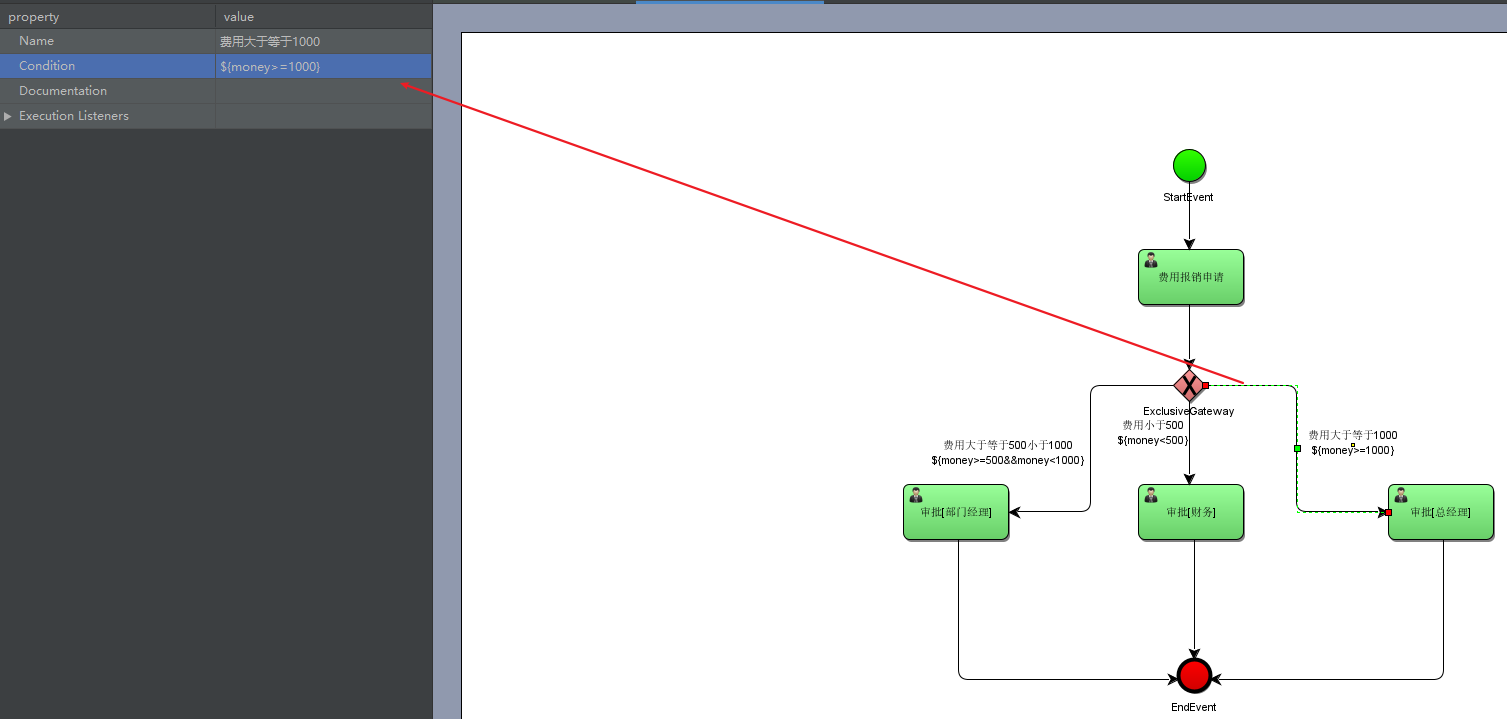 property value
Name 费用大于等于1000
Condition ${money>=1000}
Documentation
Execution Listeners
StartEvent
费用报销申请
ExclusiveGateway
费用小于500
${money<500}
费用大于等于500小于1000
${money>=500&&money<1000}
费用大于等于1000
${money>=1000}
审批[部门经理]
审批[财务]
审批[总经理]
EndEvent